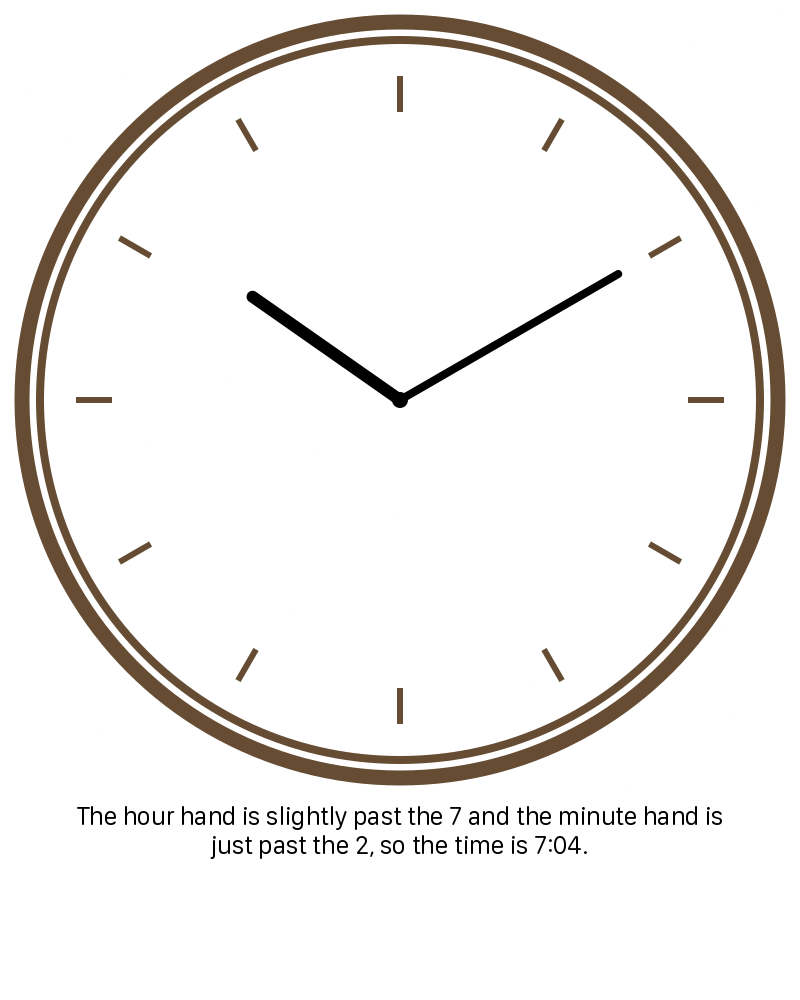 The hour hand is slightly past the 7 and the minute hand is
just past the 2, so the time is 7:04.